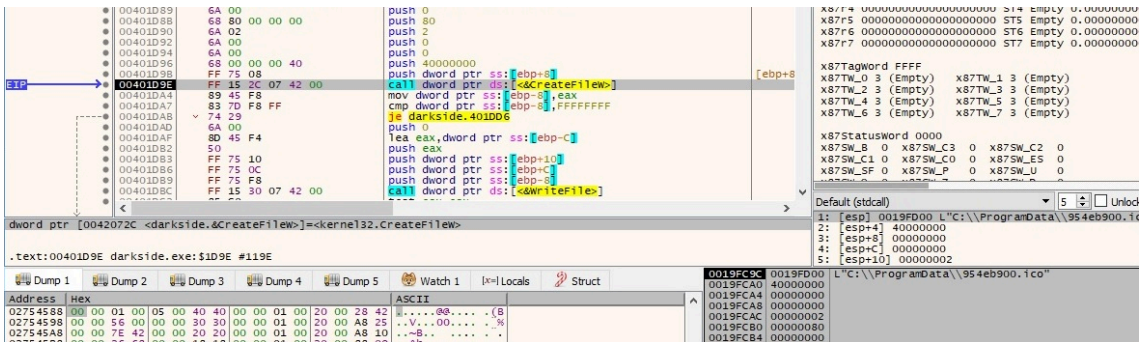 00401D89 6A 00 push 0
00401D8B 68 80 00 00 00 push 80
00401D90 6A 02 push 2
00401D92 6A 00 push 0
00401D94 6A 00 push 0
00401D96 68 00 00 00 40 push 40000000
00401D9B FF 75 08 push dword ptr ss:[ebp+8] [ebp+8
EIP 00401D9E FF 15 2C 07 42 00 call dword ptr ds:[<&CreateFileW>]
00401DA4 89 45 F8 mov dword ptr ss:[ebp-8],eax
00401DA7 83 7D F8 FF cmp dword ptr ss:[ebp-8],FFFFFFFF
00401DAB 74 29 je darkside.401DD6
00401DAD 6A 00 push 0
00401DAF 8D 45 F4 lea eax,dword ptr ss:[ebp-C]
00401DB2 50 push eax
00401DB3 FF 75 10 push dword ptr ss:[ebp+10]
00401DB6 FF 75 0C push dword ptr ss:[ebp+C]
00401DB9 FF 75 F8 push dword ptr ss:[ebp-8]
00401DBC FF 15 30 07 42 00 call dword ptr ds:[<&WriteFile>]
x87r5 00000000000000000000 ST5 Empty 0.00000000
x87r6 00000000000000000000 ST6 Empty 0.00000000
x87r7 00000000000000000000 ST7 Empty 0.00000000
x87TagWord FFFF
x87TW_0 3 (Empty) x87TW_1 3 (Empty)
x87TW_2 3 (Empty) x87TW_3 3 (Empty)
x87TW_4 3 (Empty) x87TW_5 3 (Empty)
x87TW_6 3 (Empty) x87TW_7 3 (Empty)
x87StatusWord 0000
x87SW_B 0 x87SW_C3 0 x87SW_C2 0
x87SW_C1 0 x87SW_C0 0 x87SW_ES 0
x87SW_SF 0 x87SW_P 0 x87SW_U 0
dword ptr [0042072C <darkside.&CreateFileW>]=<kernel32.CreateFileW>
.text:00401D9E darkside.exe:$1D9E #119E
Default (stdcall) 5 Unlock
1: [esp] 0019FD00 L"C:\\ProgramData\\954eb900.ic
2: [esp+4] 40000000
3: [esp+8] 00000000
4: [esp+C] 00000000
5: [esp+10] 00000002
Dump 1 Dump 2 Dump 3 Dump 4 Dump 5 Watch 1 [x=] Locals Struct
Address Hex ASCII
02754588 00 00 01 00 05 00 40 40 00 00 01 00 20 00 28 42 ......@@.... .(B
02754598 00 00 56 00 00 00 30 30 00 00 01 00 20 00 A8 25 ..V...00.... .¨%
00 00 7E 42 00 00 20 20 00 00 01 00 20 00 A8 10
0019FC9C 0019FD00 L"C:\\ProgramData\\954eb900.ico"
0019FCA0 40000000
0019FCA4 00000000
0019FCA8 00000000
0019FCAC 00000002
0019FCB0 00000080
0019FCB4 00000000